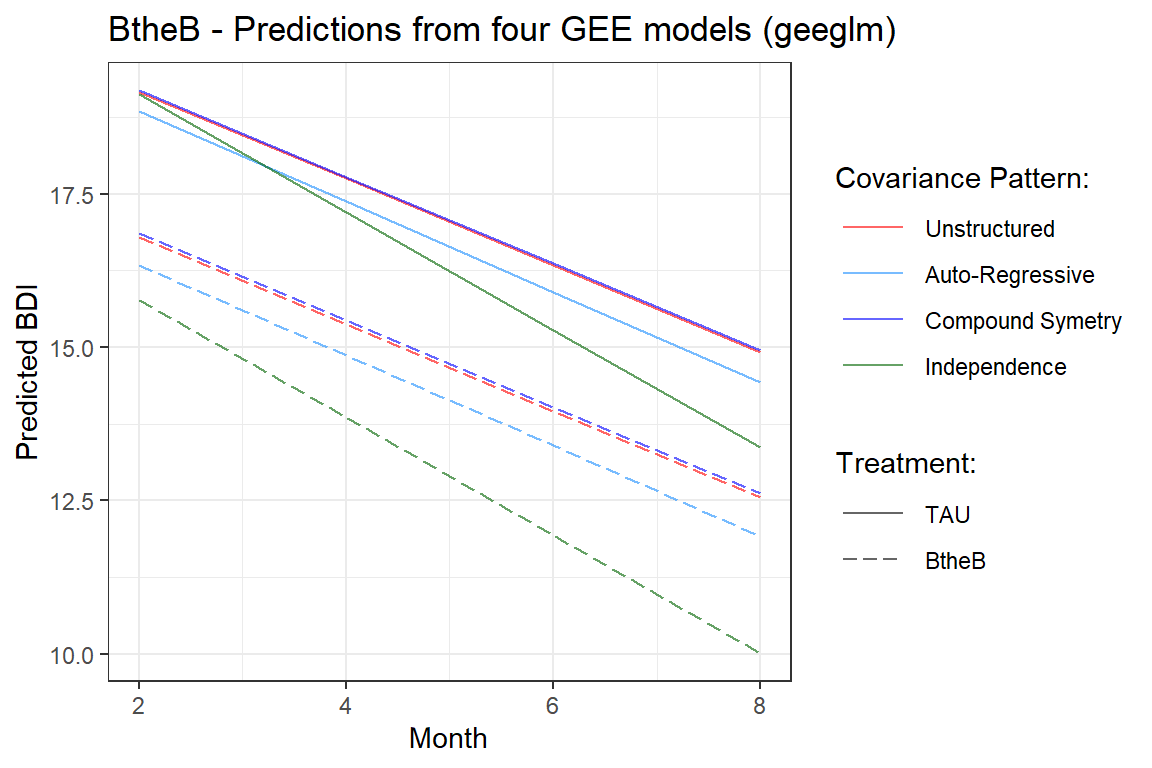 BtheB - Predictions from four GEE models (geeglm)
Predicted BDI
17.5
15.0
12.5
10.0
2
4
6
8
Month
Covariance Pattern:
Unstructured
Auto-Regressive
Compound Symetry
Independence
Treatment:
TAU
BtheB